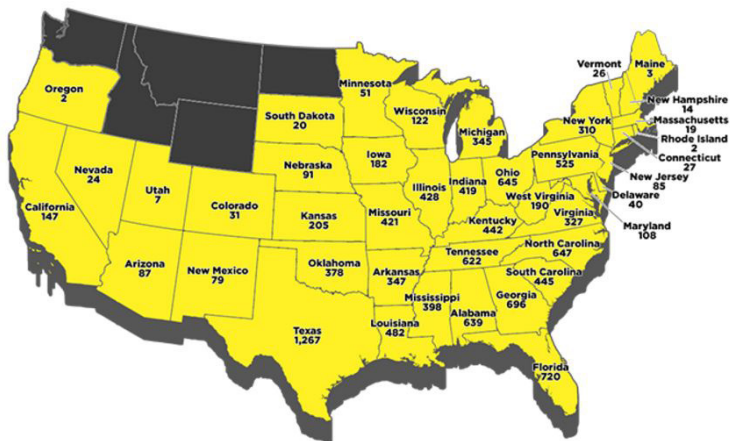 Oregon
2
Nevada
24
California
147
Utah
7
Arizona
87
Colorado
31
New Mexico
79
South Dakota
20
Nebraska
91
Kansas
205
Oklahoma
378
Texas
1,267
Minnesota
51
Iowa
182
Missouri
421
Arkansas
347
Louisiana
482
Wisconsin
122
Illinois
428
Michigan
345
Indiana
419
Ohio
645
Kentucky
442
Tennessee
622
Mississippi
398
Alabama
639
Georgia
696
Florida
720
South Carolina
445
North Carolina
647
West Virginia
190
Virginia
327
Pennsylvania
525
New York
310
Vermont
26
Maine
3
New Hampshire
14
Massachusetts
19
Rhode Island
2
Connecticut
27
New Jersey
85
Delaware
40
Maryland
108